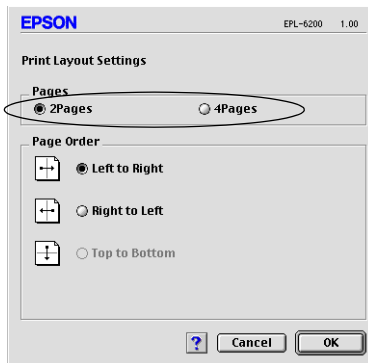 EPSON EPL-6200 1.00
Print Layout Settings
Pages
2Pages 4Pages
Page Order
Left to Right
Right to Left
Top to Bottom
? Cancel OK